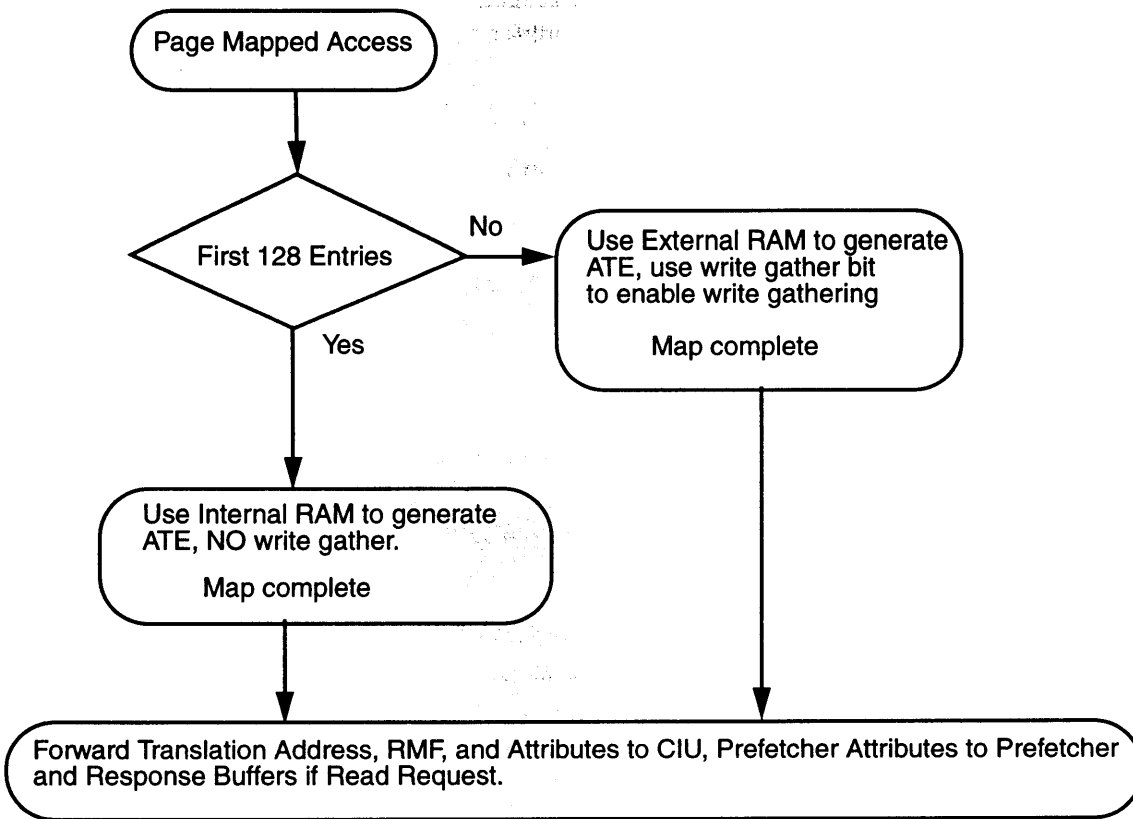 Page Mapped Access
First 128 Entries
No
Use External RAM to generate
ATE, use write gather bit
to enable write gathering
Map complete
Yes
Use Internal RAM to generate
ATE, NO write gather.
Map complete
Forward Translation Address, RMF, and Attributes to CIU, Prefetcher Attributes to Prefetcher
and Response Buffers if Read Request.